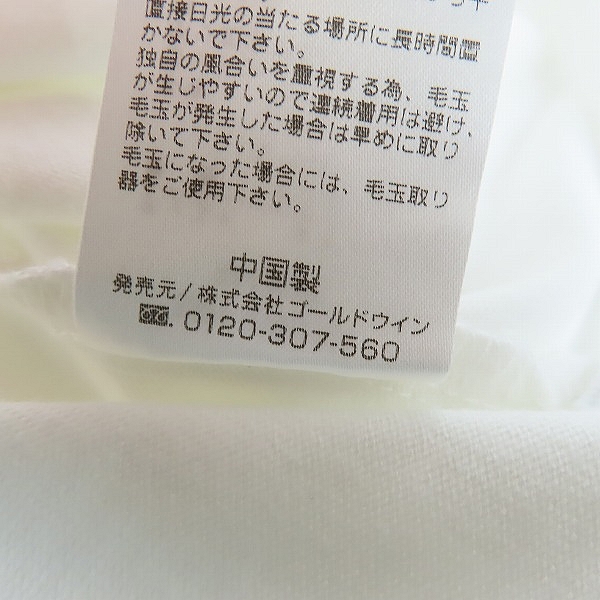 直接日光の当たる場所に長時間置
かないで下さい。
独自の風合いを重視する為、毛玉
が生じやすいので連続着用は避け、
毛玉が発生した場合は早めに取り
除いて下さい。
毛玉になった場合には、毛玉取り
器をご使用下さい。
中国製
発売元/株式会社ゴールドウイン
0120-307-560